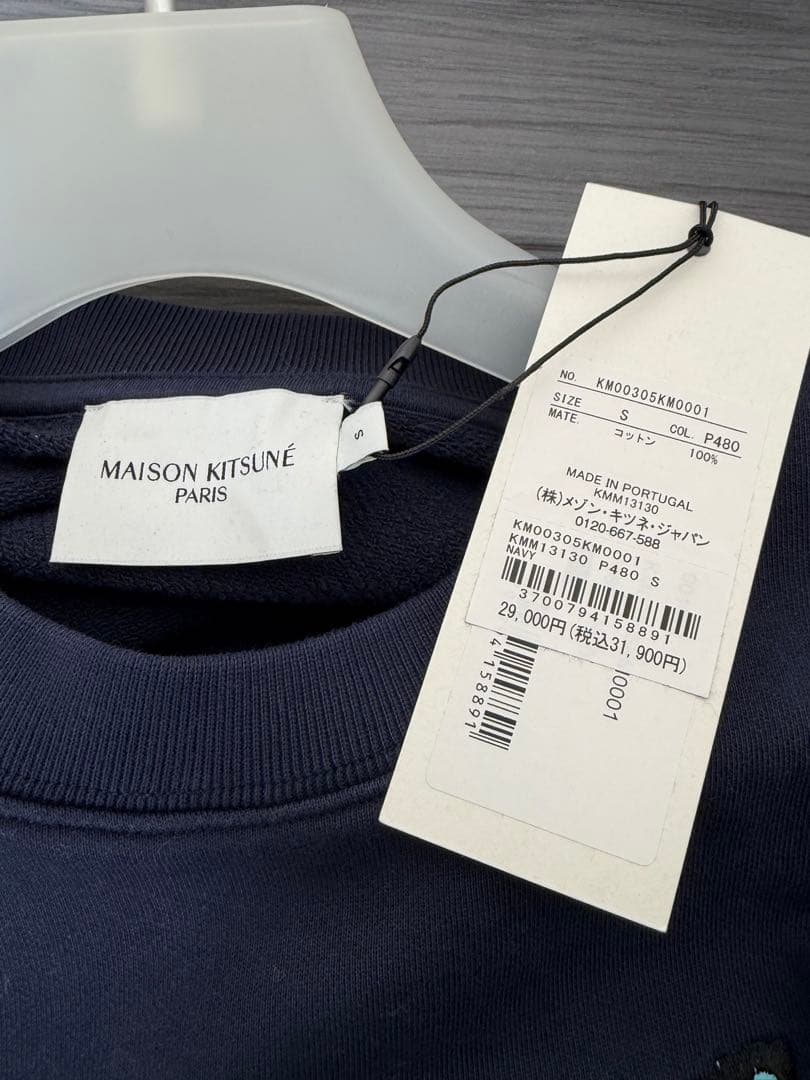 MAISON KITSUNÉ
PARIS
S
NO. KM00305KM0001
SIZE S COL. P480
MATE. コットン 100%
MADE IN PORTUGAL
KMM13130
(株)メゾン・キツネ・ジャパン
0120-667-588
KM00305KM0001
KMM13130 P480 S
NAVY
3700794158891
29,000円(税込31,900円)
4 158891
0001